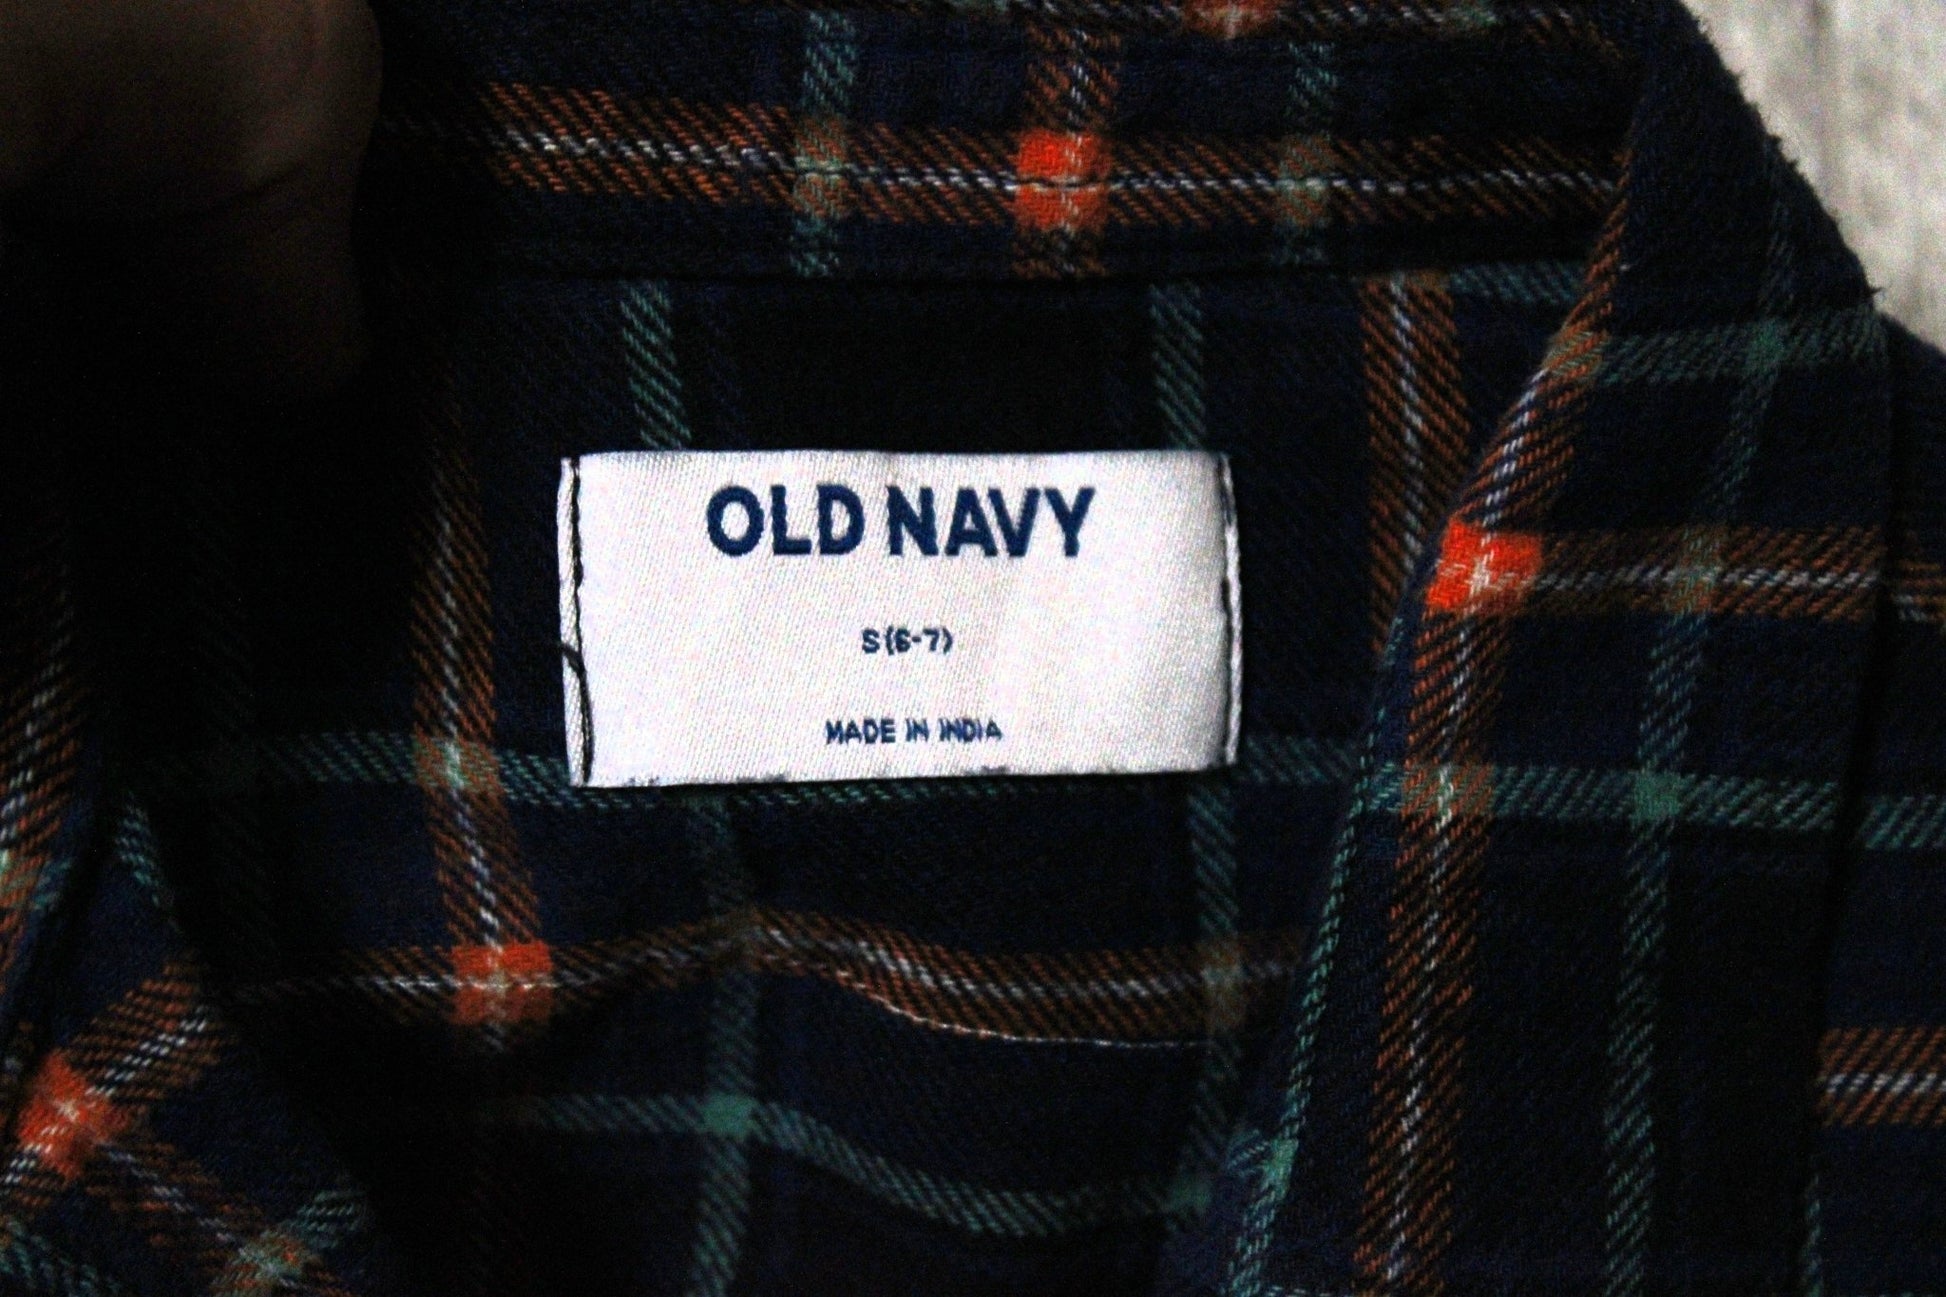 OLD NAVY
S(6-7)
MADE IN INDIA